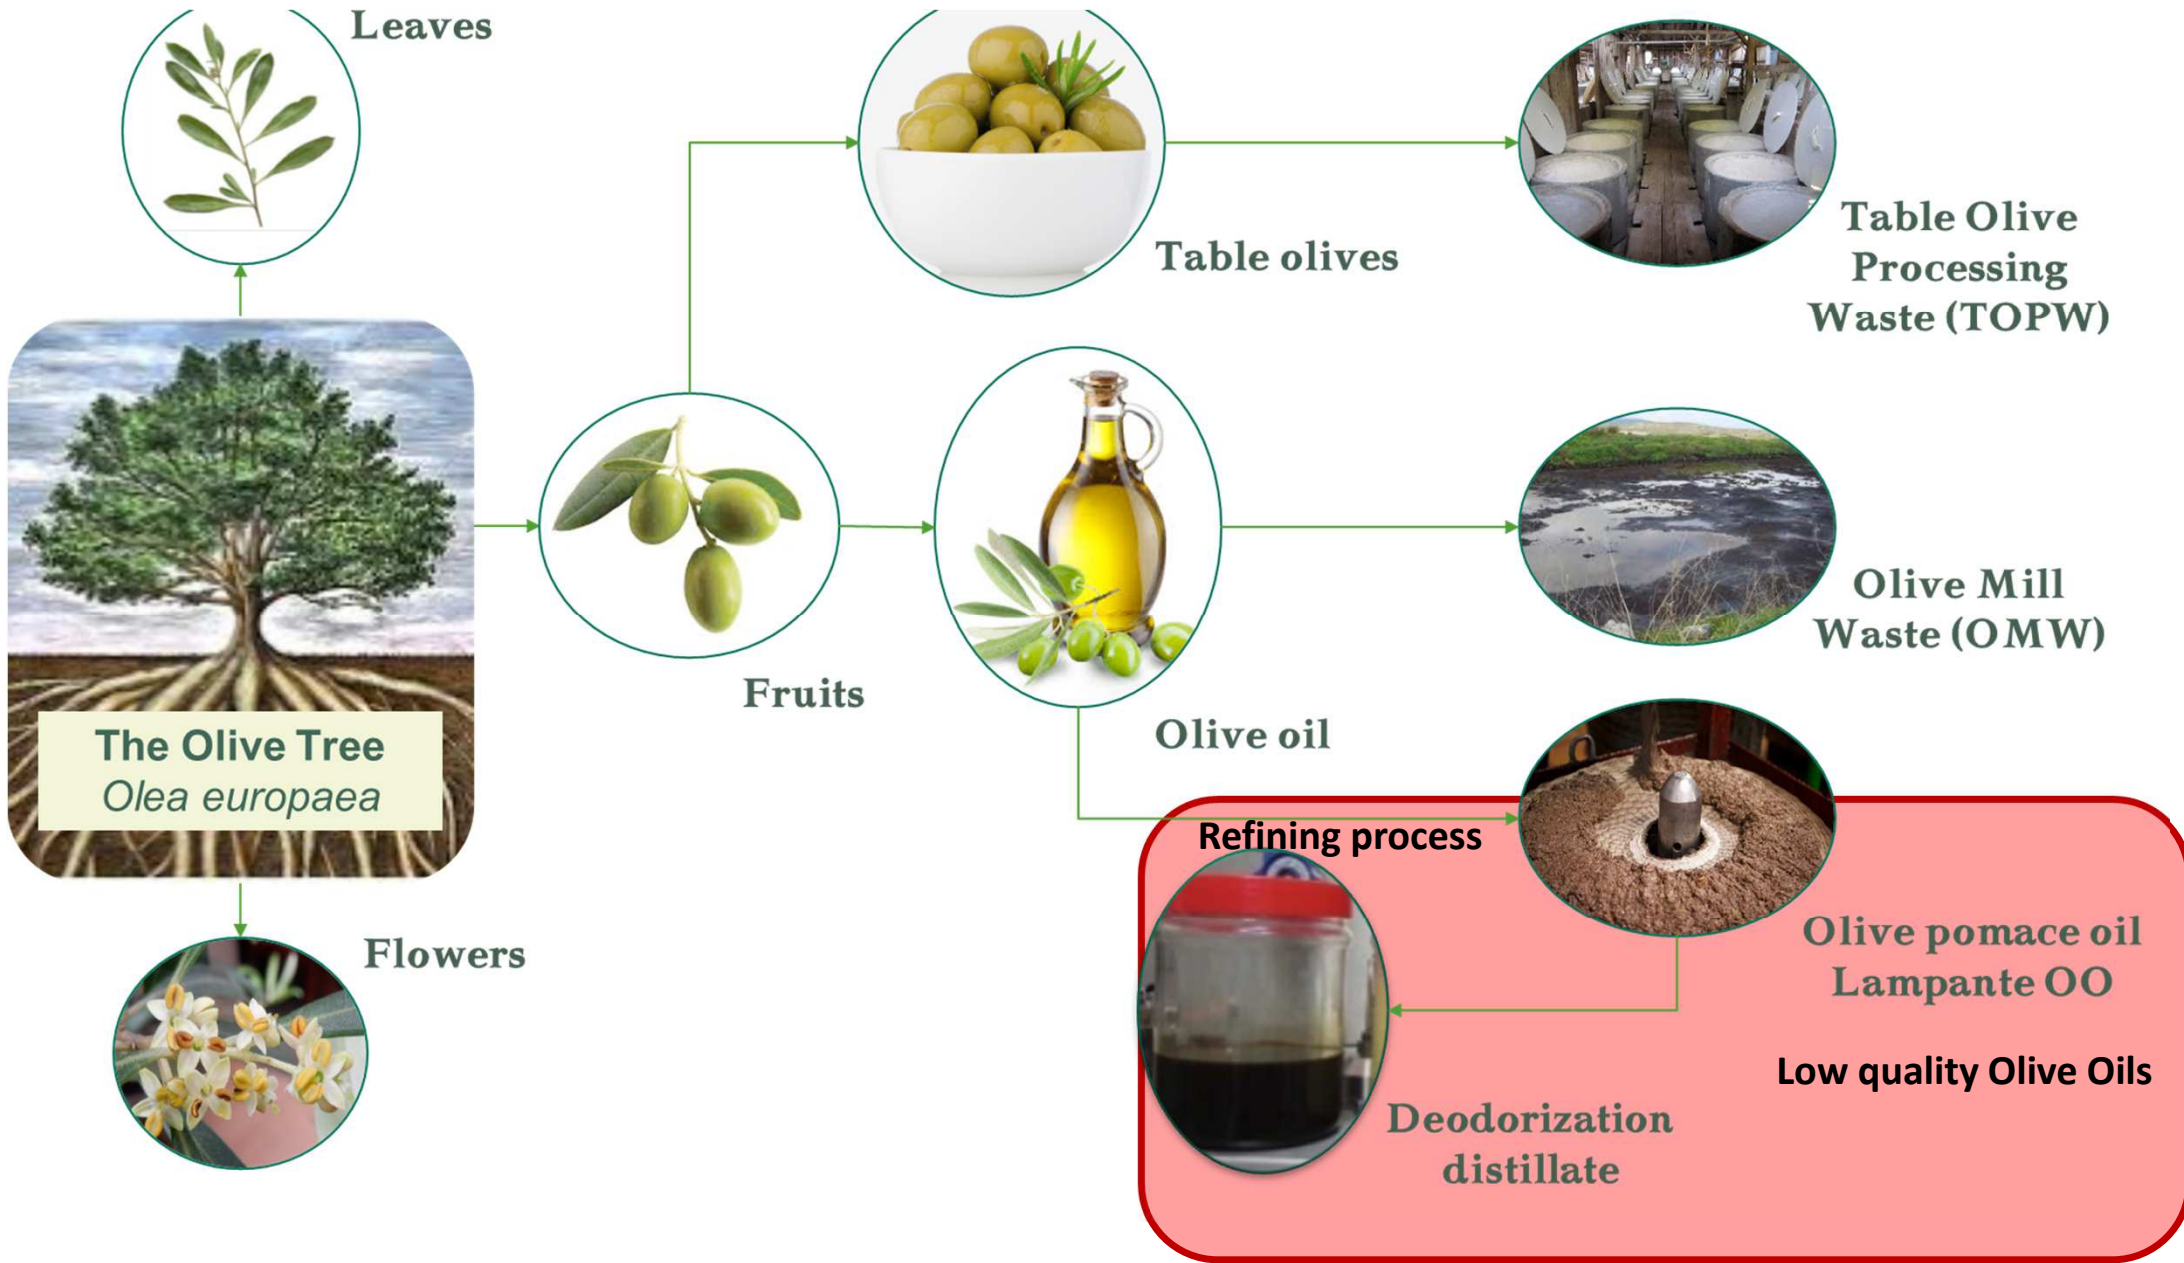 Leaves
Table olives
Table Olive
Processing
Waste (TOPW)
The Olive Tree
Olea europaea
Fruits
Olive oil
Olive Mill
Waste (OMW)
Flowers
Refining process
Olive pomace oil
Lampante OO
Low quality Olive Oils
Deodorization
distillate